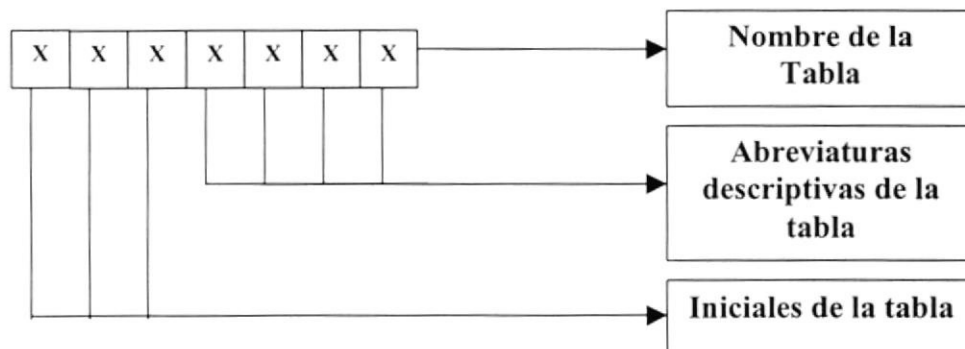 X X X X X X X
Nombre de la
Tabla
Abreviaturas
descriptivas de la
tabla
Iniciales de la tabla